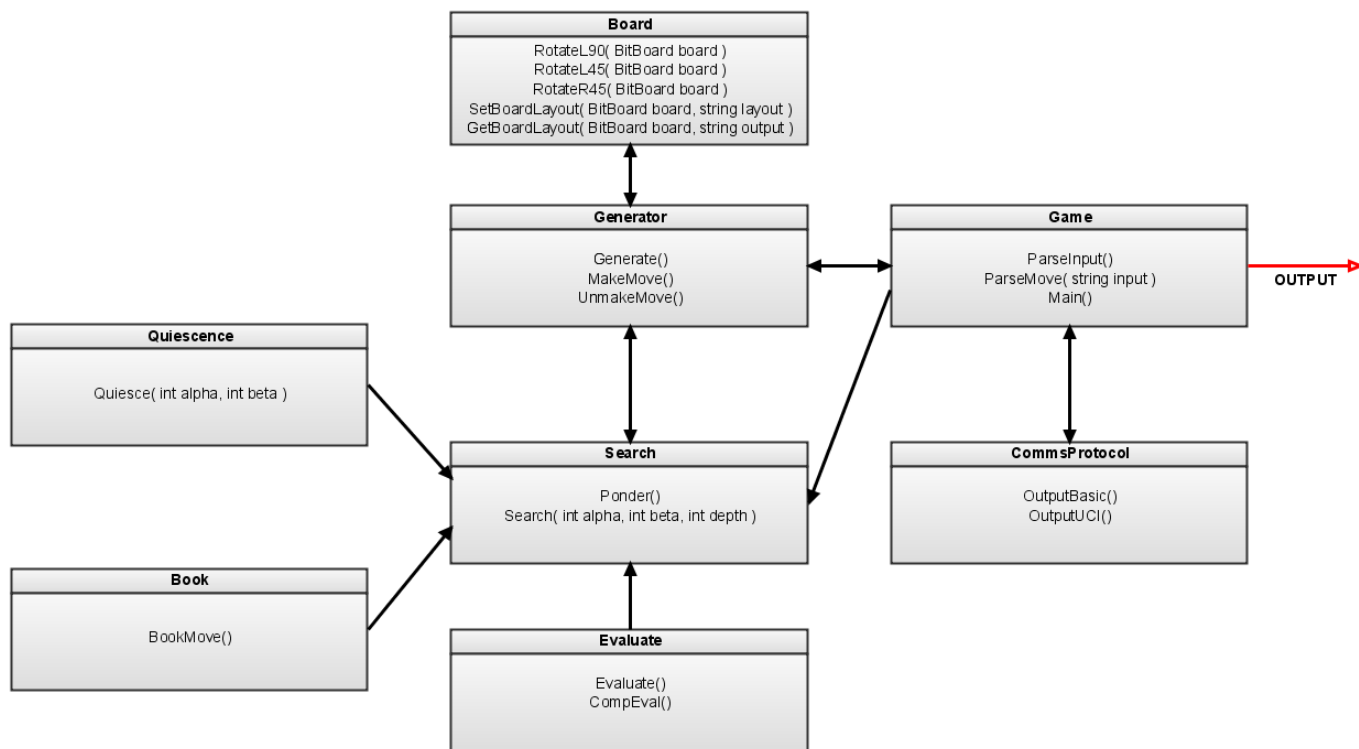 Board
RotateL90( BitBoard board )
RotateL45( BitBoard board )
RotateR45( BitBoard board )
SetBoardLayout( BitBoard board, string layout )
GetBoardLayout( BitBoard board, string output )
Generator
Generate()
MakeMove()
UnmakeMove()
Game
ParseInput()
ParseMove( string input )
Main()
OUTPUT
Quiescence
Quiesce( int alpha, int beta )
Search
Ponder()
Search( int alpha, int beta, int depth )
CommsProtocol
OutputBasic()
OutputUCI()
Book
BookMove()
Evaluate
Evaluate()
CompEval()